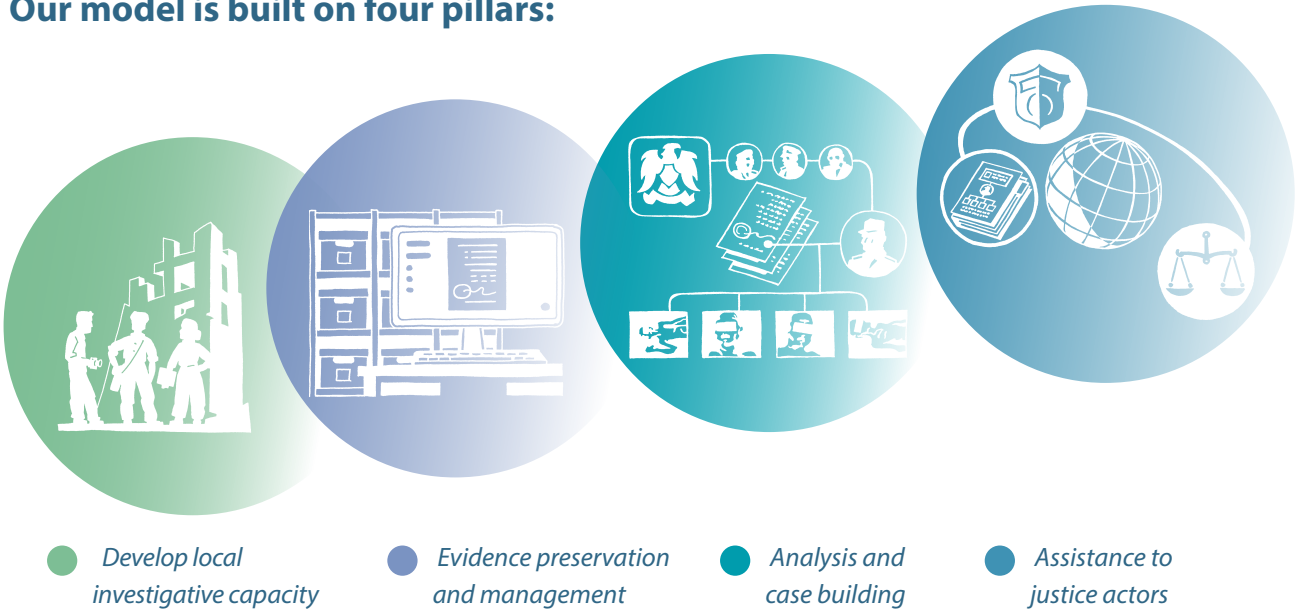 Our model is built on four pillars:
Develop local
investigative capacity
Evidence preservation
and management
Analysis and
case building
Assistance to
justice actors